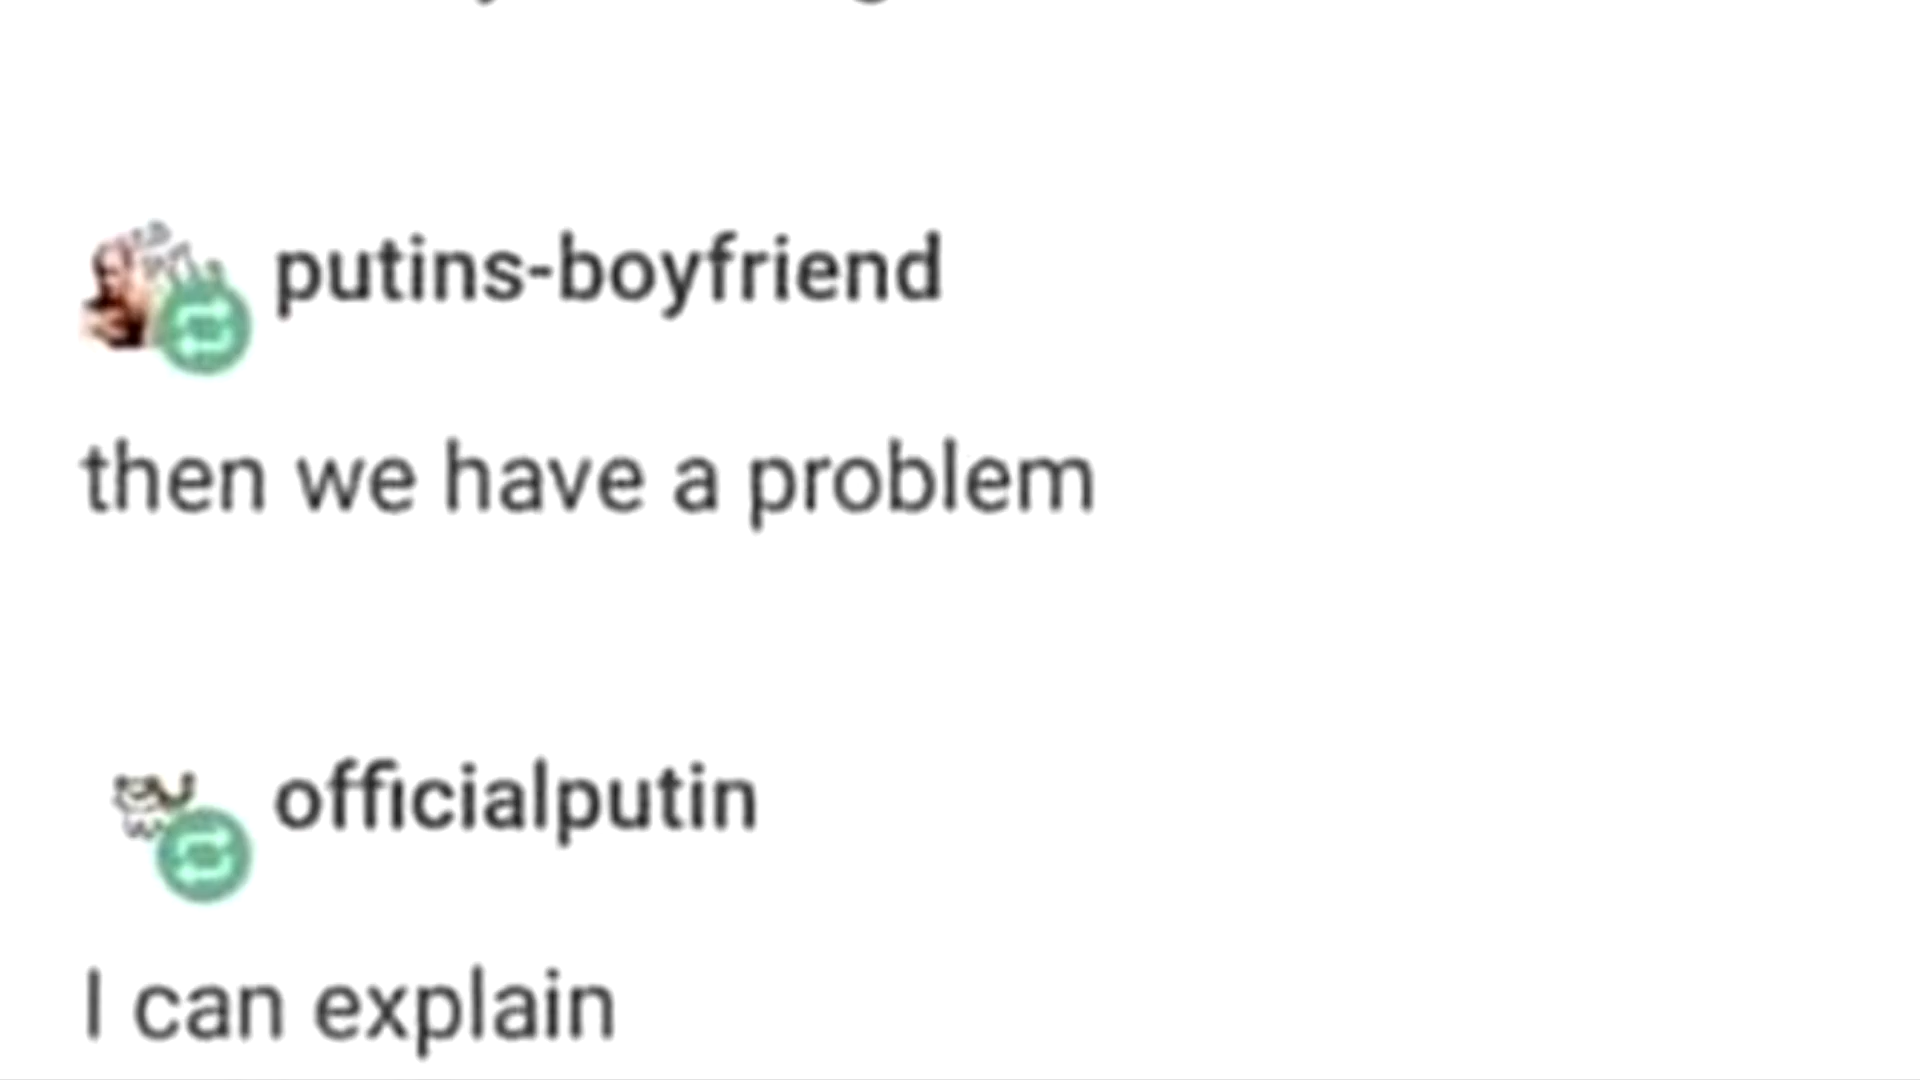 putins-boyfriend
then we have a problem
officialputin
I can explain